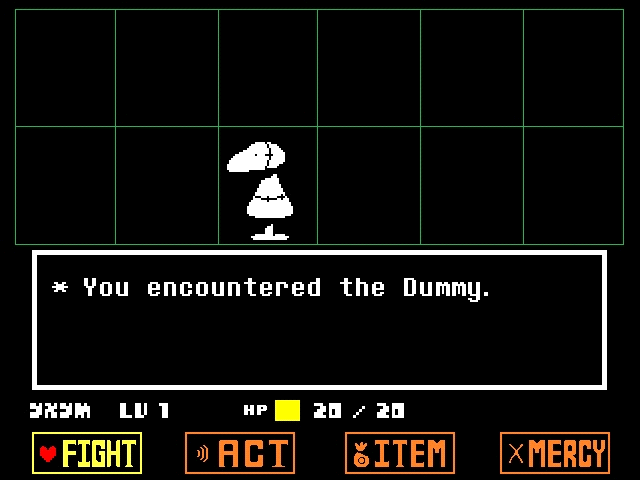 * You encountered the Dummy.
LV 1 HP 20 / 20
FIGHT ACT ITEM MERCY